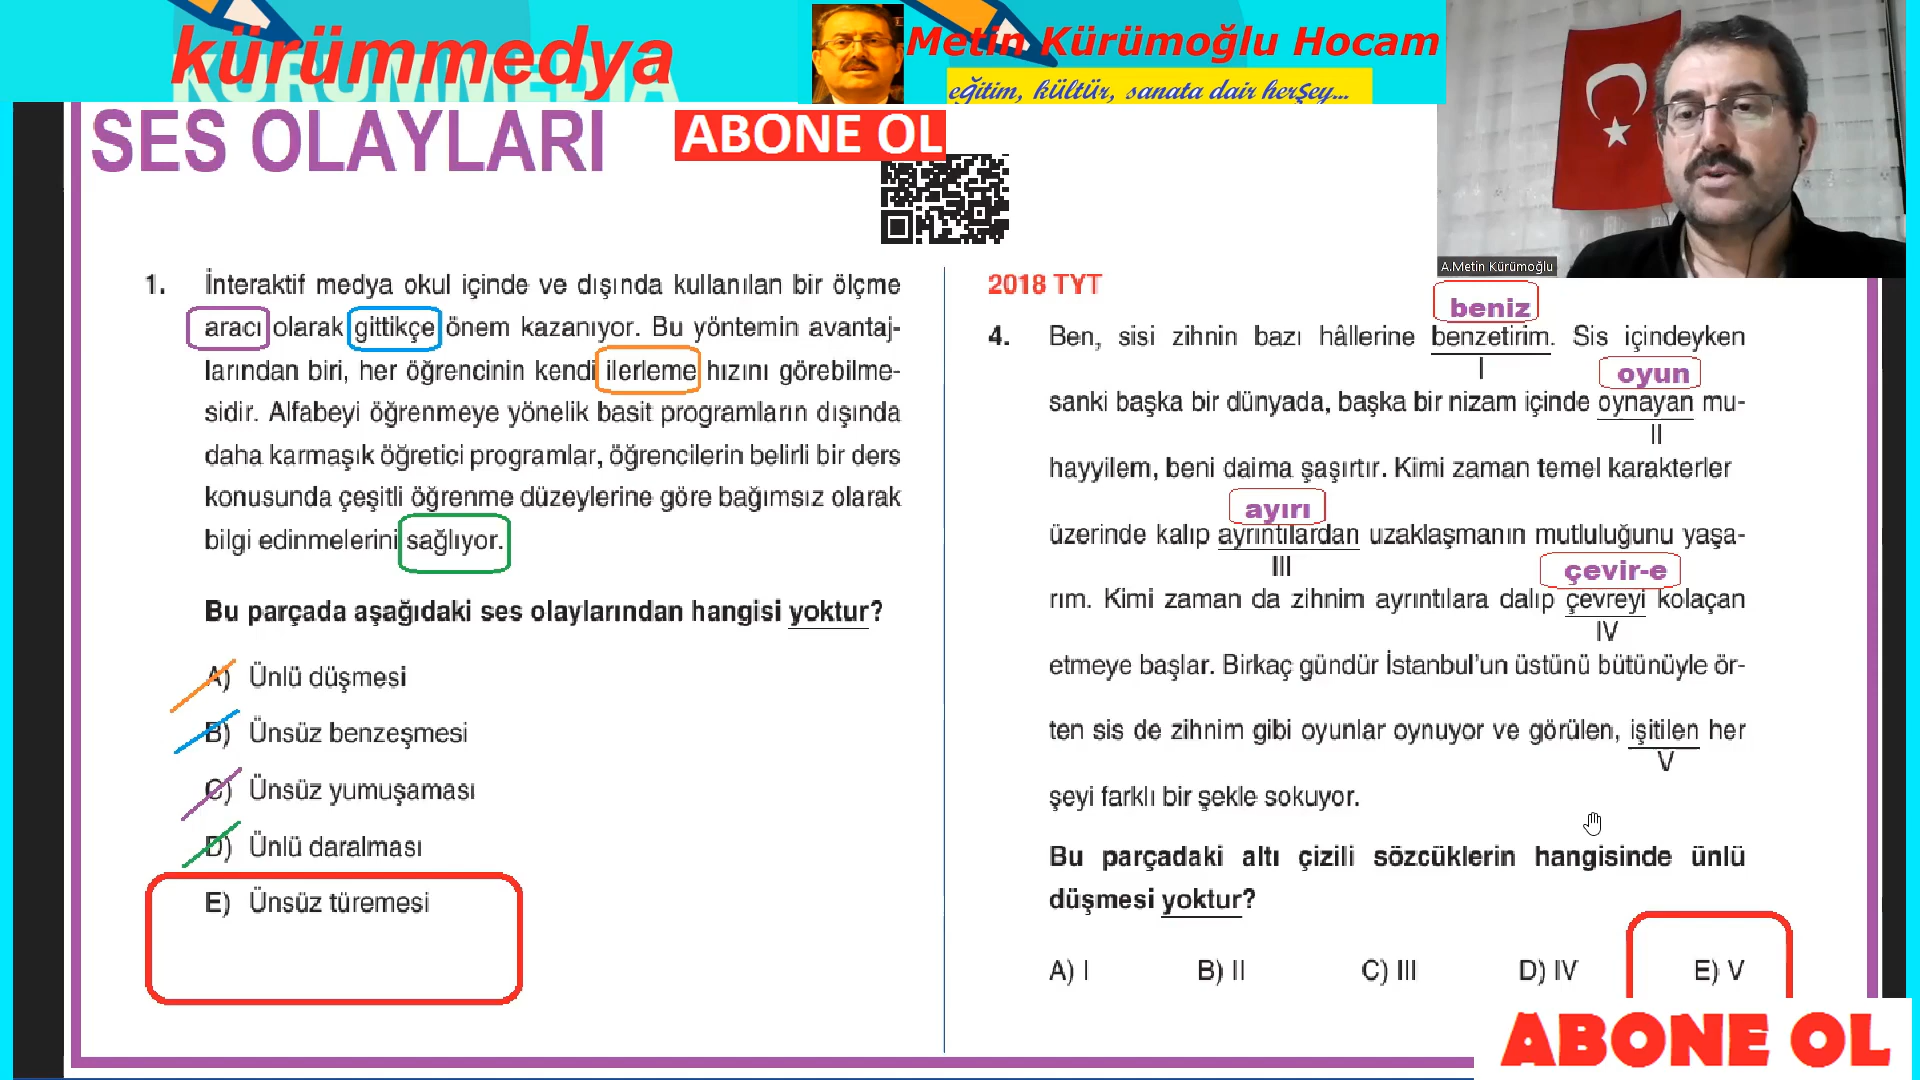 kürümmedya
KURUMMEDIA
Metin Kürümoğlu Hocam
eğitim, kültür, sanata dair herşey...
SES OLAYLARI
ABONE OL
A.Metin Kürümoğlu
1. İnteraktif medya okul içinde ve dışında kullanılan bir ölçme
aracı olarak gittikçe önem kazanıyor. Bu yöntemin avantaj-
larından biri, her öğrencinin kendi ilerleme hızını görebilme-
sidir. Alfabeyi öğrenmeye yönelik basit programların dışında
daha karmaşık öğretici programlar, öğrencilerin belirli bir ders
konusunda çeşitli öğrenme düzeylerine göre bağımsız olarak
bilgi edinmelerini sağlıyor.
Bu parçada aşağıdaki ses olaylarından hangisi yoktur?
A) Ünlü düşmesi
B) Ünsüz benzeşmesi
C) Ünsüz yumuşaması
D) Ünlü daralması
E) Ünsüz türemesi
2018 TYT
beniz
4. Ben, sisi zihnin bazı hâllerine benzetirim. Sis içindeyken
I
oyun
sanki başka bir dünyada, başka bir nizam içinde oynayan mu-
II
hayyilem, beni daima şaşırtır. Kimi zaman temel karakterler
ayırı
üzerinde kalıp ayrıntılardan uzaklaşmanın mutluluğunu yaşa-
III
çevir-e
rım. Kimi zaman da zihnim ayrıntılara dalıp çevreyi kolaçan
IV
etmeye başlar. Birkaç gündür İstanbul'un üstünü bütünüyle ör-
ten sis de zihnim gibi oyunlar oynuyor ve görülen, işitilen her
V
şeyi farklı bir şekle sokuyor.
Bu parçadaki altı çizili sözcüklerin hangisinde ünlü
düşmesi yoktur?
A) I B) II C) III D) IV E) V
ABONE OL